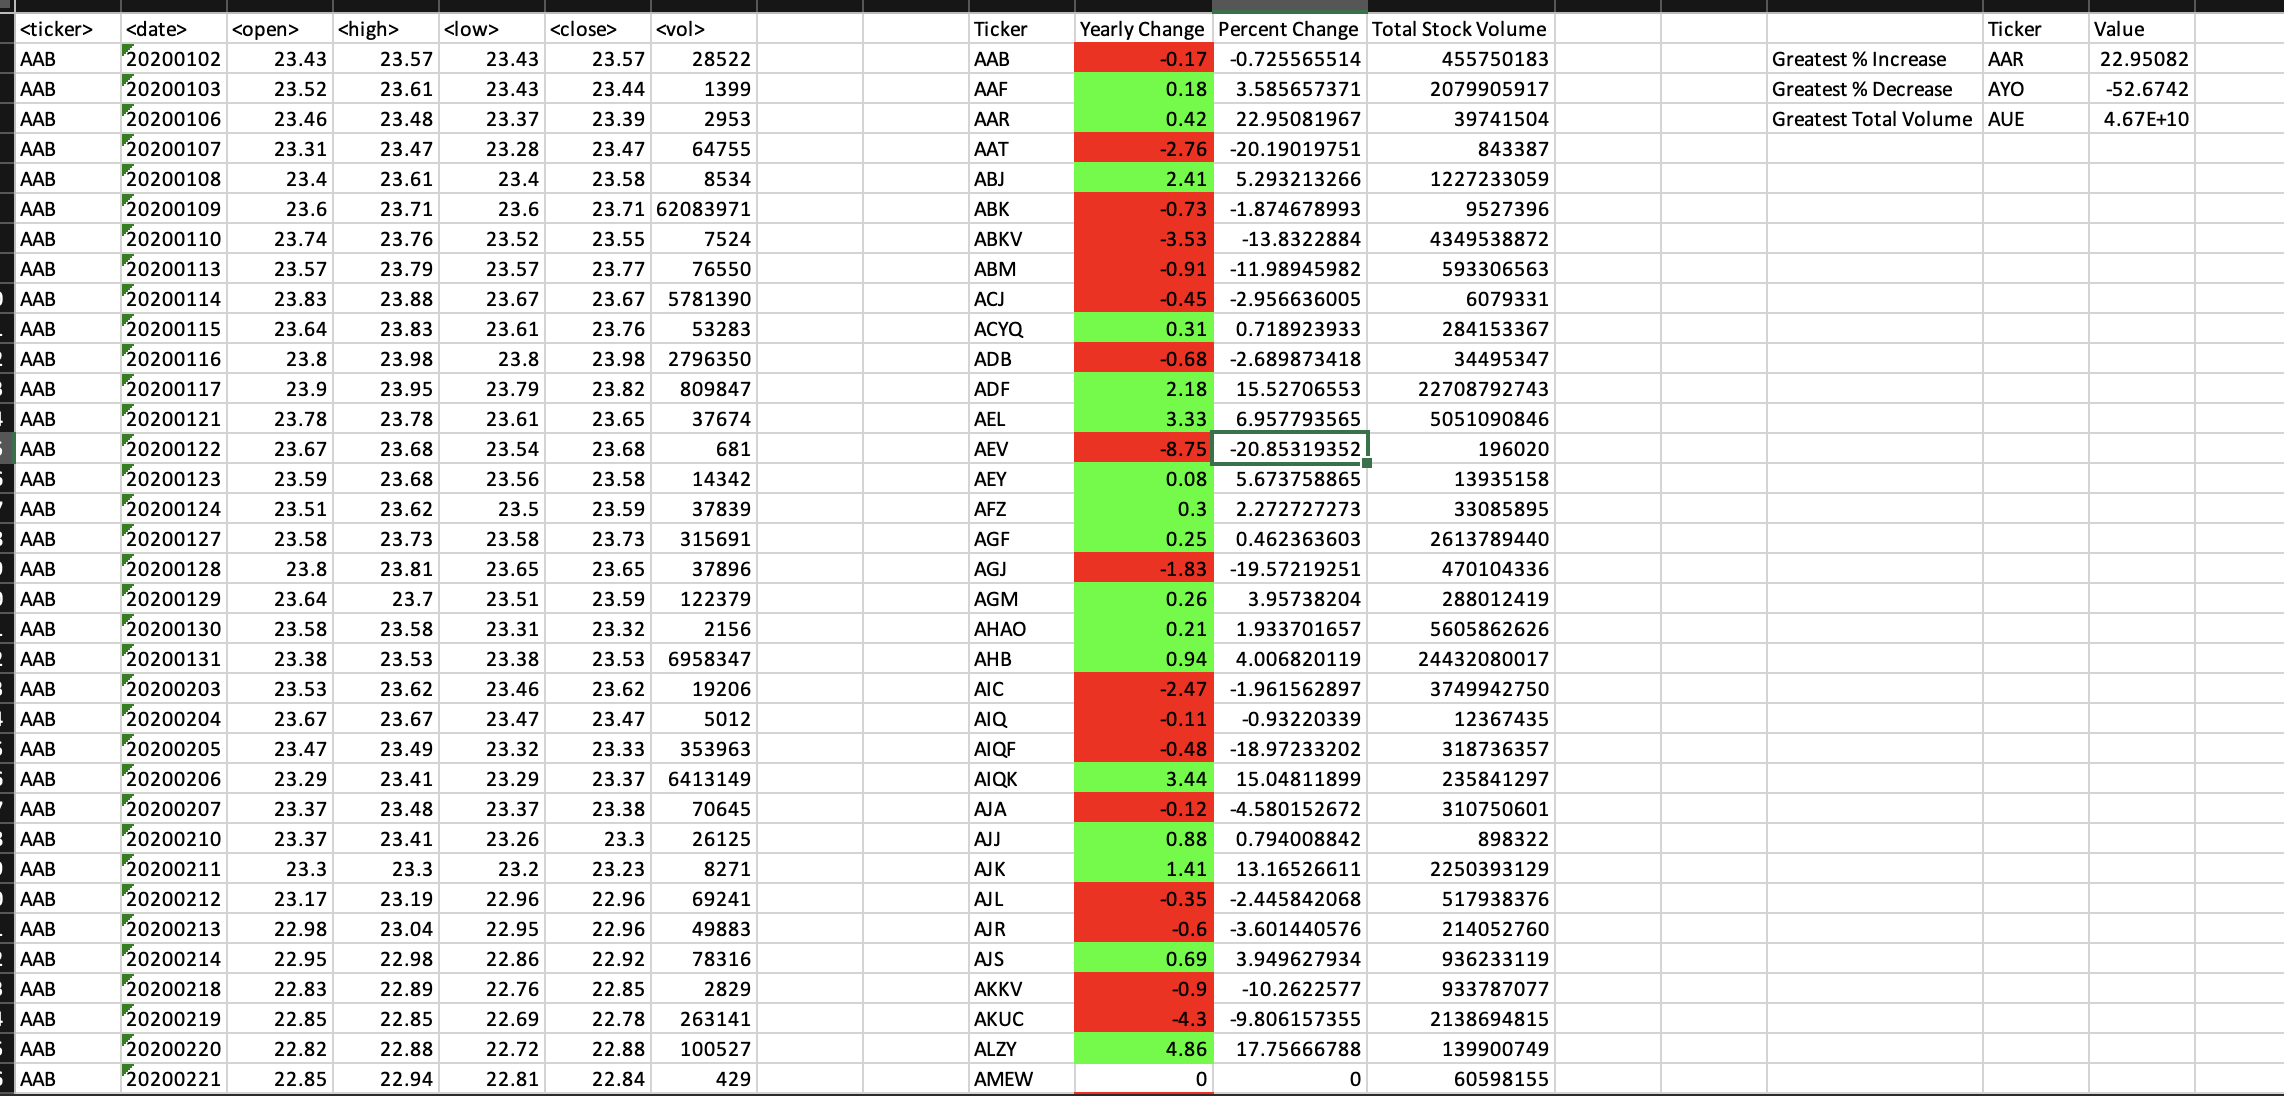 <ticker> <date> <open> <high> <low> <close> <vol> Ticker Yearly Change Percent Change Total Stock Volume Ticker Value
AAB 20200102 23.43 23.57 23.43 23.57 28522 AAB -0.17 -0.725565514 455750183 Greatest % Increase AAR 22.95082
AAB 20200103 23.52 23.61 23.43 23.44 1399 AAF 0.18 3.585657371 2079905917 Greatest % Decrease AYO -52.6742
AAB 20200106 23.46 23.48 23.37 23.39 2953 AAR 0.42 22.95081967 39741504 Greatest Total Volume AUE 4.67E+10
AAB 20200107 23.31 23.47 23.28 23.47 64755 AAT -2.76 -20.19019751 843387
AAB 20200108 23.4 23.61 23.4 23.58 8534 ABJ 2.41 5.293213266 1227233059
AAB 20200109 23.6 23.71 23.6 23.71 62083971 ABK -0.73 -1.874678993 9527396
AAB 20200110 23.74 23.76 23.52 23.55 7524 ABKV -3.53 -13.8322884 4349538872
AAB 20200113 23.57 23.79 23.57 23.77 76550 ABM -0.91 -11.98945982 593306563
AAB 20200114 23.83 23.88 23.67 23.67 5781390 ACJ -0.45 -2.956636005 6079331
AAB 20200115 23.64 23.83 23.61 23.76 53283 ACYQ 0.31 0.718923933 284153367
AAB 20200116 23.8 23.98 23.8 23.98 2796350 ADB -0.68 -2.689873418 34495347
AAB 20200117 23.9 23.95 23.79 23.82 809847 ADF 2.18 15.52706553 22708792743
AAB 20200121 23.78 23.78 23.61 23.65 37674 AEL 3.33 6.957793565 5051090846
AAB 20200122 23.67 23.68 23.54 23.68 681 AEV -8.75 -20.85319352 196020
AAB 20200123 23.59 23.68 23.56 23.58 14342 AEY 0.08 5.673758865 13935158
AAB 20200124 23.51 23.62 23.5 23.59 37839 AFZ 0.3 2.272727273 33085895
AAB 20200127 23.58 23.73 23.58 23.73 315691 AGF 0.25 0.462363603 2613789440
AAB 20200128 23.8 23.81 23.65 23.65 37896 AGJ -1.83 -19.57219251 470104336
AAB 20200129 23.64 23.7 23.51 23.59 122379 AGM 0.26 3.95738204 288012419
AAB 20200130 23.58 23.58 23.31 23.32 2156 AHAO 0.21 1.933701657 5605862626
AAB 20200131 23.38 23.53 23.38 23.53 6958347 AHB 0.94 4.006820119 24432080017
AAB 20200203 23.53 23.62 23.46 23.62 19206 AIC -2.47 -1.961562897 3749942750
AAB 20200204 23.67 23.67 23.47 23.47 5012 AIQ -0.11 -0.93220339 12367435
AAB 20200205 23.47 23.49 23.32 23.33 353963 AIQF -0.48 -18.97233202 318736357
AAB 20200206 23.29 23.41 23.29 23.37 6413149 AIQK 3.44 15.04811899 235841297
AAB 20200207 23.37 23.48 23.37 23.38 70645 AJA -0.12 -4.580152672 310750601
AAB 20200210 23.37 23.41 23.26 23.3 26125 AJJ 0.88 0.794008842 898322
AAB 20200211 23.3 23.3 23.2 23.23 8271 AJK 1.41 13.16526611 2250393129
AAB 20200212 23.17 23.19 22.96 22.96 69241 AJL -0.35 -2.445842068 517938376
AAB 20200213 22.98 23.04 22.95 22.96 49883 AJR -0.6 -3.601440576 214052760
AAB 20200214 22.95 22.98 22.86 22.92 78316 AJS 0.69 3.949627934 936233119
AAB 20200218 22.83 22.89 22.76 22.85 2829 AKKV -0.9 -10.2622577 933787077
AAB 20200219 22.85 22.85 22.69 22.78 263141 AKUC -4.3 -9.806157355 2138694815
AAB 20200220 22.82 22.88 22.72 22.88 100527 ALZY 4.86 17.75666788 139900749
AAB 20200221 22.85 22.94 22.81 22.84 429 AMEW 0 0 60598155